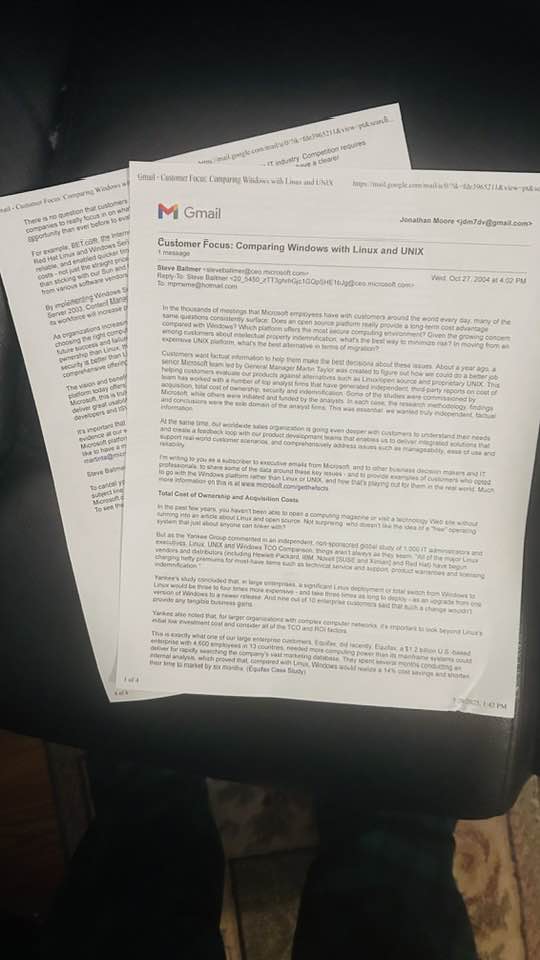 https://mail.google.com/mail/u/0/?ik=fde3965211&view=pt&search...
IT industry. Competition requires
have a clearer
Gmail - Customer Focus: Comparing Windows with Linux and UNIX
https://mail.google.com/mail/u/0/?ik=fde3965211&view=pt&
Gmail
Jonathan Moore <jdm7dv@gmail.com>
Customer Focus: Comparing Windows with Linux and UNIX
1 message
Steve Ballmer <steveballmer@ceo.microsoft.com>
Wed, Oct 27, 2004 at 4:02 PM
Reply-To: Steve Ballmer
To: mprneme@hotmail.com
In the thousands of meetings that Microsoft employees have with customers around the world every day, many of the
same questions consistently surface: Does an open source platform really provide a long-term cost advantage
compared with Windows? Which platform offers the most secure computing environment? Given the growing concern
among customers about intellectual property indemnification, what's the best way to minimize risk? In moving from an
expensive UNIX platform, what's the best alternative in terms of migration?
Customers want factual information to help them make the best decisions about these issues. About a year ago, a
senior Microsoft team led by General Manager Martin Taylor was created to figure out how we could do a better job
helping customers evaluate our products against alternatives such as Linux/open source and proprietary UNIX. This
team has worked with a number of top analyst firms that have generated independent, third-party reports on cost of
acquisition, total cost of ownership, security and indemnification. Some of the studies were commissioned by
Microsoft, while others were initiated and funded by the analysts. In each case, the research methodology, findings
and conclusions were the sole domain of the analyst firms. This was essential: we wanted truly independent, factual
information.
At the same time, our worldwide sales organization is going even deeper with customers to understand their needs
and create a feedback loop with our product development teams that enables us to deliver integrated solutions that
support real-world customer scenarios, and comprehensively address issues such as manageability, ease of use and
reliability.
I'm writing to you as a subscriber to executive emails from Microsoft, and to other business decision makers and IT
professionals, to share some of the data around these key issues - and to provide examples of customers who opted
to go with the Windows platform rather than Linux or UNIX, and how that's playing out for them in the real world. Much
more information on this is at www.microsoft.com/getthefacts.
Total Cost of Ownership and Acquisition Costs
In the past few years, you haven't been able to open a computing magazine or visit a technology Web site without
running into an article about Linux and open source. Not surprising: who doesn't like the idea of a "free" operating
system that just about anyone can tinker with?
But as the Yankee Group commented in an independent, non-sponsored global study of 1,000 IT administrators and
executives, Linux, UNIX and Windows TCO Comparison, things aren't always as they seem: "All of the major Linux
vendors and distributors (including Hewlett-Packard, IBM, Novell [SUSE and Ximian] and Red Hat) have begun
charging hefty premiums for must-have items such as technical service and support, product warranties and licensing
indemnification."
Yankee's study concluded that, in large enterprises, a significant Linux deployment or total switch from Windows to
Linux would be three to four times more expensive - and take three times as long to deploy - as an upgrade from one
version of Windows to a newer release. And nine out of 10 enterprise customers said that such a change wouldn't
provide any tangible business gains.
Yankee also noted that, for larger organizations with complex computer networks, it's important to look beyond Linux's
initial low investment cost and consider all of the TCO and ROI factors.
This is exactly what one of our large enterprise customers, Equifax, did recently. Equifax, a $1.2 billion U.S.-based
enterprise with 4,600 employees in 13 countries, needed more computing power than its mainframe systems could
deliver for rapidly searching the company's vast marketing database. They spent several months conducting an
internal analysis, which proved that, compared with Linux, Windows would realize a 14% cost savings and shorten
their time to market by six months. (Equifax Case Study)
1 of 4
1:42 PM
Gmail - Customer Focus: Comparing Windows w
There is no question that customers
companies to really focus on what
opportunity than ever before to eval
For example, BET.com, the Intern
Red Hat Linux and Windows Serv
reliable, and enabled quicker time
costs - not just the straight price
than sticking with our Sun and
from various software vendors
By implementing Windows S
Server 2003, Content Manag
its workforce will increase p
As organizations increasing
choosing the right comput
future success and failure
ownership than Linux, the
security is better than L
comprehensive offering
The vision and benefi
platform today offers
Microsoft, this is tru
deliver great usabil
developers and ISV
It's important that
evidence at our w
Microsoft platfor
like to have a m
martinta@micr
Steve Ballmer
To cancel yo
subject line
Microsoft.c
To see the
4 of 4